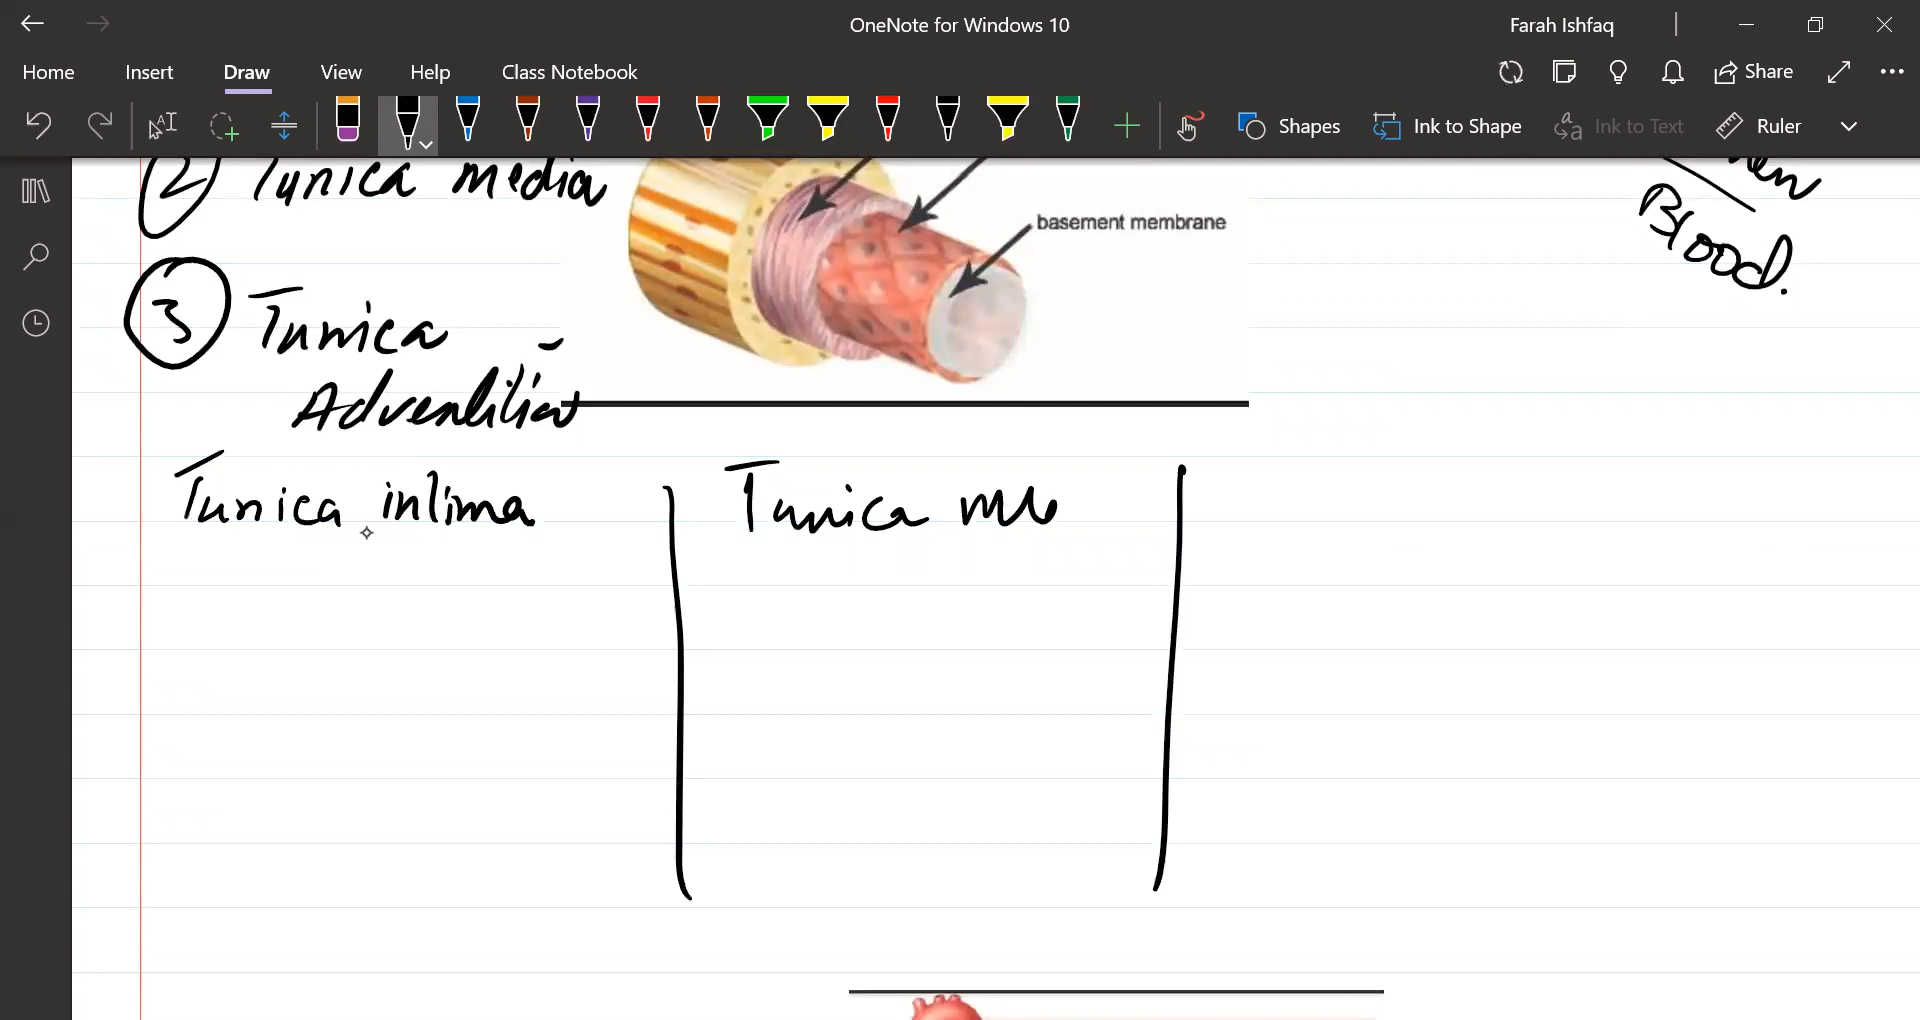 OneNote for Windows 10
Farah Ishfaq
Home Insert Draw View Help Class Notebook
Share
Shapes Ink to Shape Ink to Text Ruler
2 Tunica media
basement membrane
Blood.
3 Tunica
Adventitia
Tunica intima
Tunica